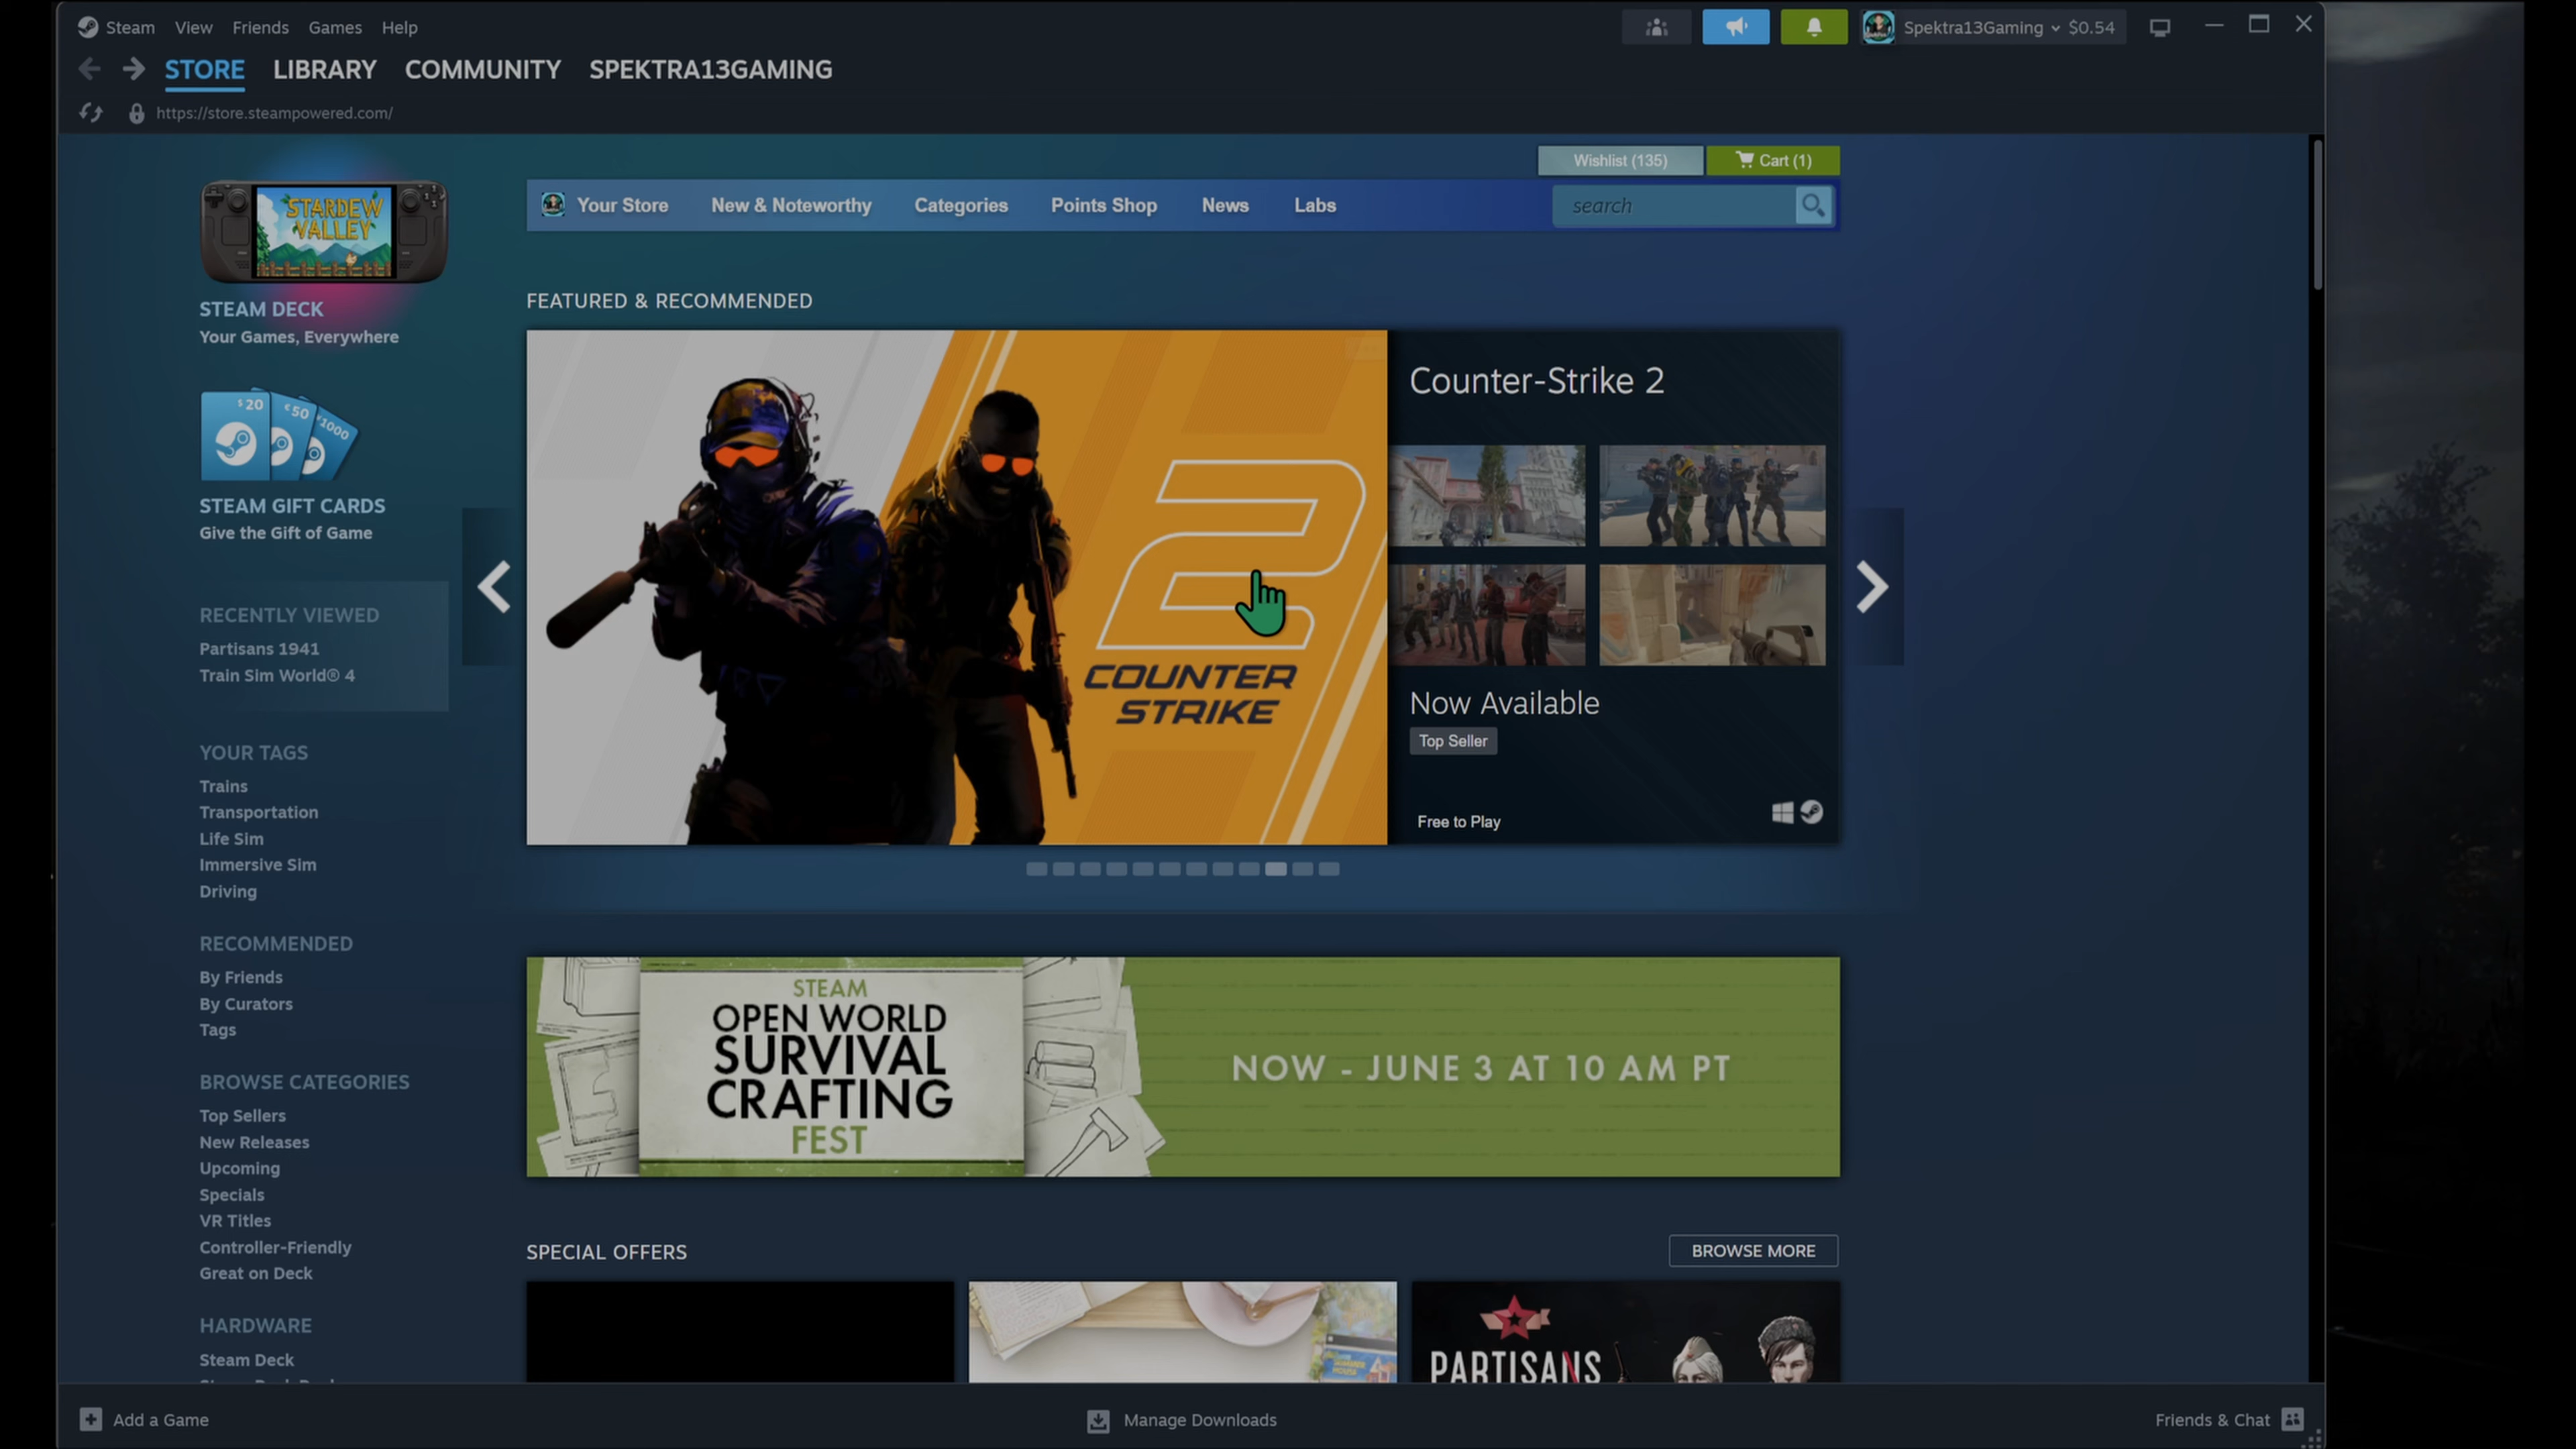 Steam View Friends Games Help
Spektra13Gaming $0.54
STORE LIBRARY COMMUNITY SPEKTRA13GAMING
https://store.steampowered.com/
Wishlist (135) Cart (1)
Your Store New & Noteworthy Categories Points Shop News Labs search
STARDEW
VALLEY
STEAM DECK
Your Games, Everywhere
$20 €50 ¥1000
STEAM GIFT CARDS
Give the Gift of Game
RECENTLY VIEWED
Partisans 1941
Train Sim World® 4
YOUR TAGS
Trains
Transportation
Life Sim
Immersive Sim
Driving
RECOMMENDED
By Friends
By Curators
Tags
BROWSE CATEGORIES
Top Sellers
New Releases
Upcoming
Specials
VR Titles
Controller-Friendly
Great on Deck
HARDWARE
Steam Deck
FEATURED & RECOMMENDED
2
COUNTER
STRIKE
Counter-Strike 2
Now Available
Top Seller
Free to Play
STEAM
OPEN WORLD
SURVIVAL
CRAFTING
FEST
NOW - JUNE 3 AT 10 AM PT
SPECIAL OFFERS
BROWSE MORE
PARTISANS
Add a Game
Manage Downloads
Friends & Chat